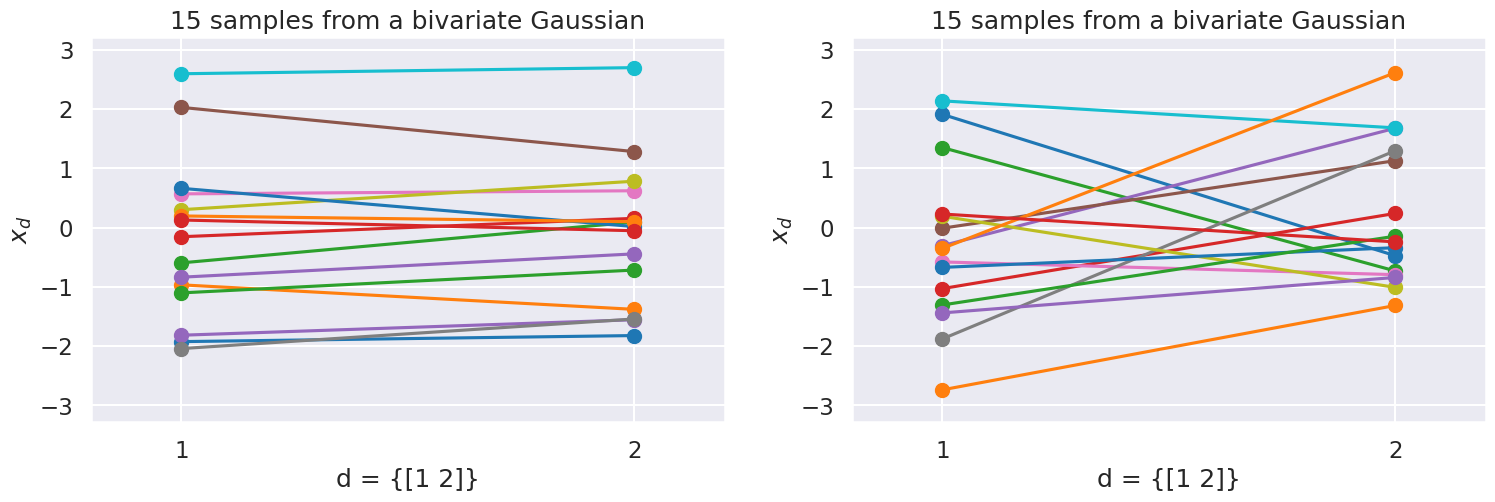 15 samples from a bivariate Gaussian
3
2
1
0
−1
−2
−3
x_d
1 2
d = {[1 2]}
15 samples from a bivariate Gaussian
3
2
1
0
−1
−2
−3
x_d
1 2
d = {[1 2]}